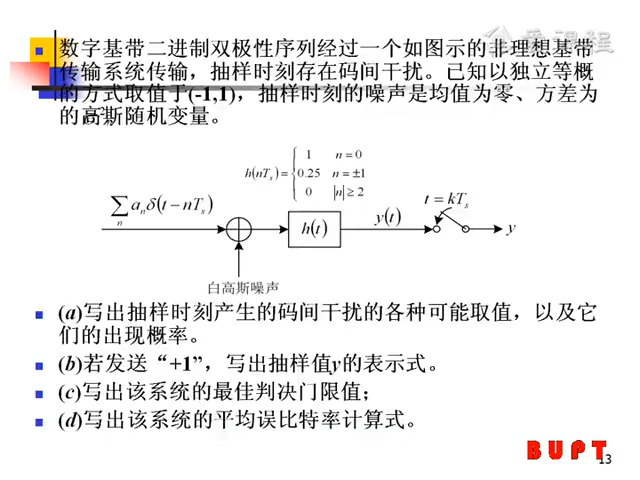 数字基带二进制双极性序列经过一个如图示的非理想基带
传输系统传输，抽样时刻存在码间干扰。已知以独立等概
的方式取值于(-1,1)，抽样时刻的噪声是均值为零、方差为
的高斯随机变量。
h(nTₛ)={1 n=0
0.25 n=±1
0 |n|≥2
∑ₙ aₙδ(t−nTₛ)
h(t)
y(t)
t=kTₛ
y
白高斯噪声
(a)写出抽样时刻产生的码间干扰的各种可能取值，以及它
们的出现概率。
(b)若发送“+1”，写出抽样值y的表示式。
(c)写出该系统的最佳判决门限值；
(d)写出该系统的平均误比特率计算式。
BUPT
13